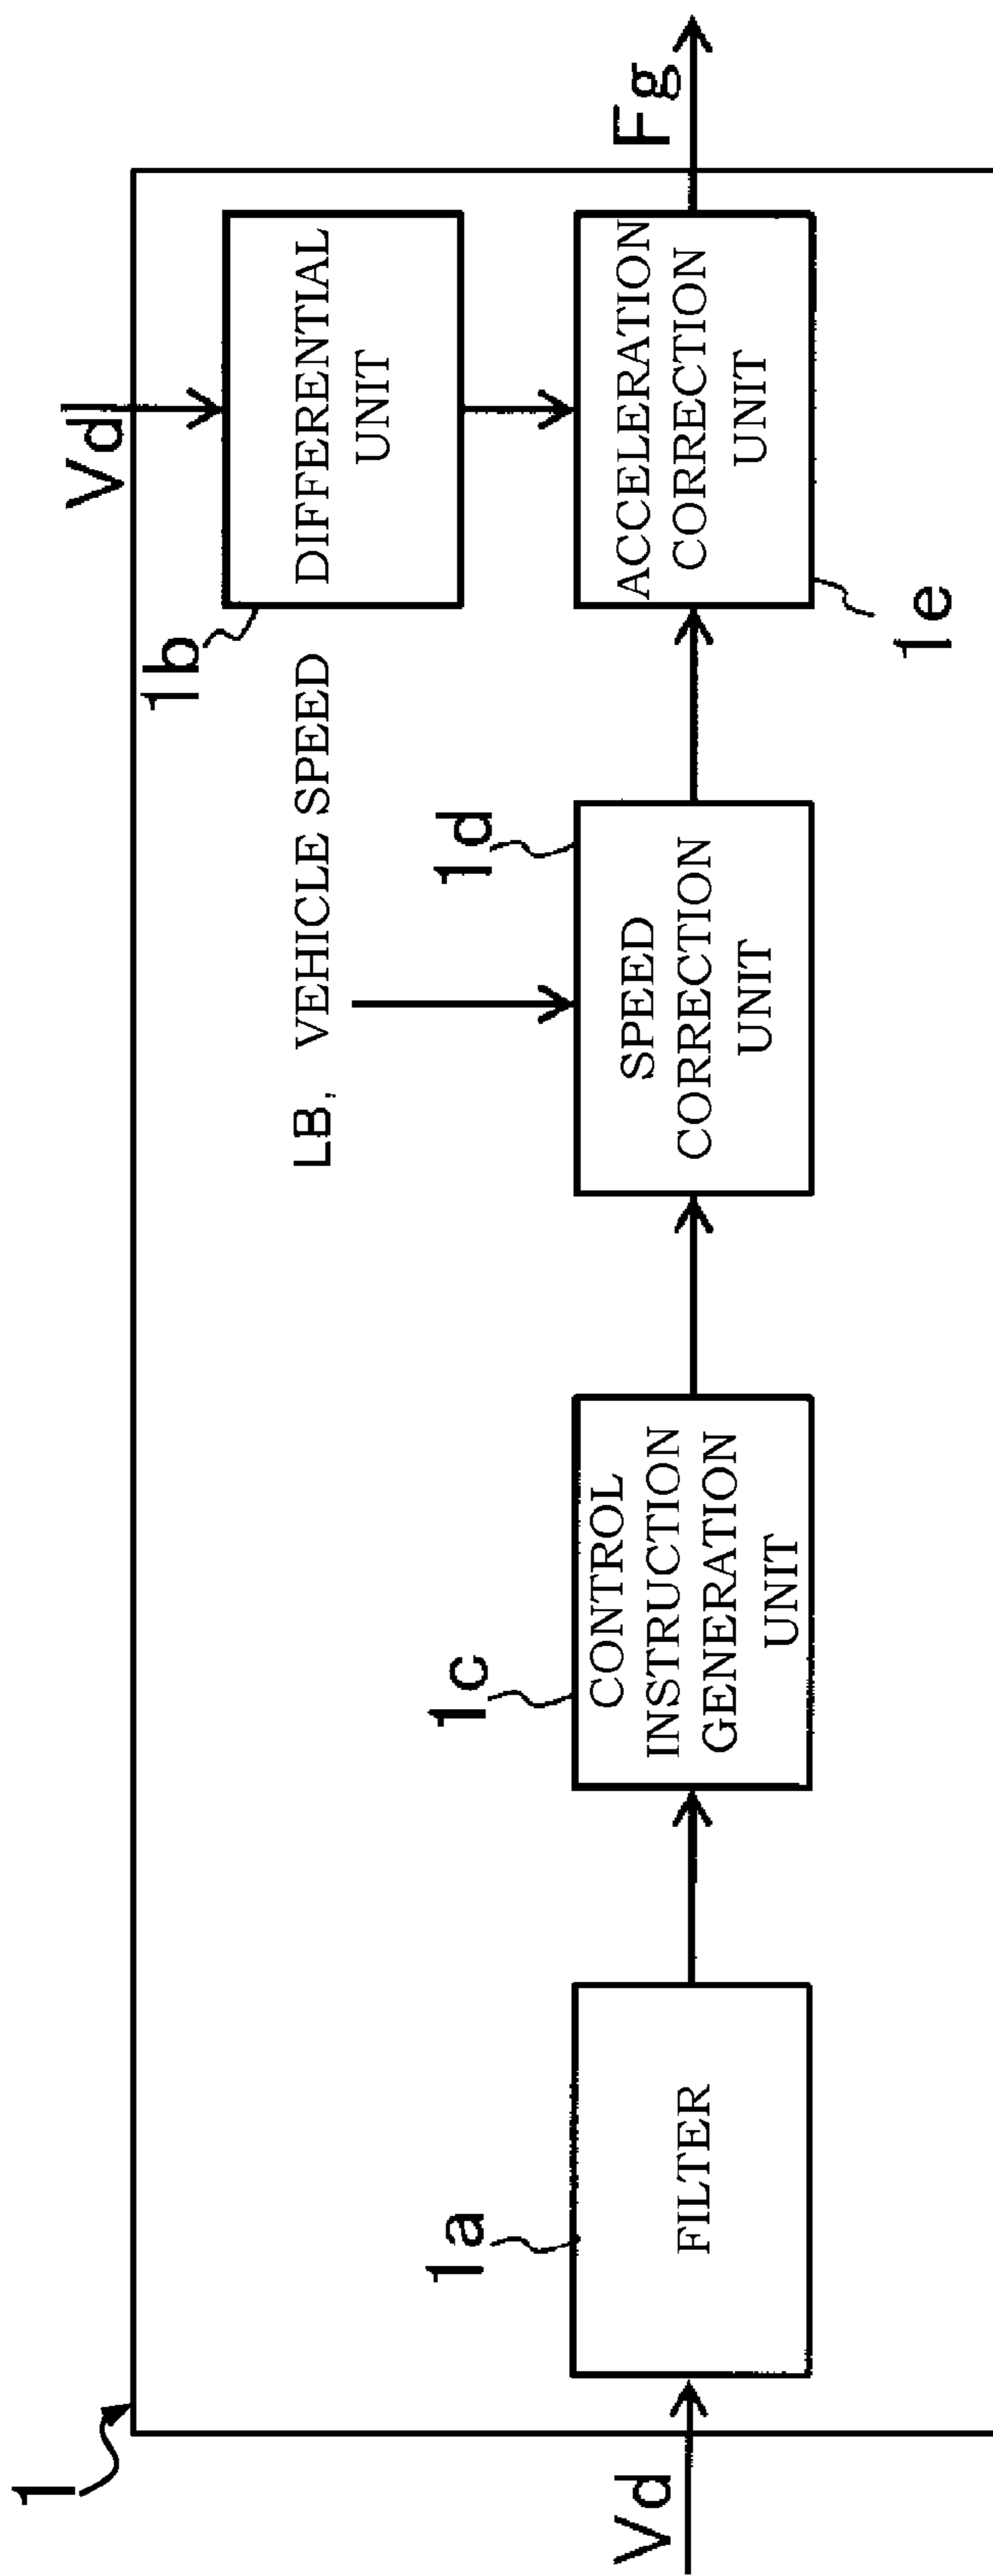 1
Vd
1a
FILTER
1c
CONTROL
INSTRUCTION
GENERATION
UNIT
LB, VEHICLE SPEED
1d
SPEED
CORRECTION
UNIT
Vd
1b
DIFFERENTIAL
UNIT
ACCELERATION
CORRECTION
UNIT
1e
Fg